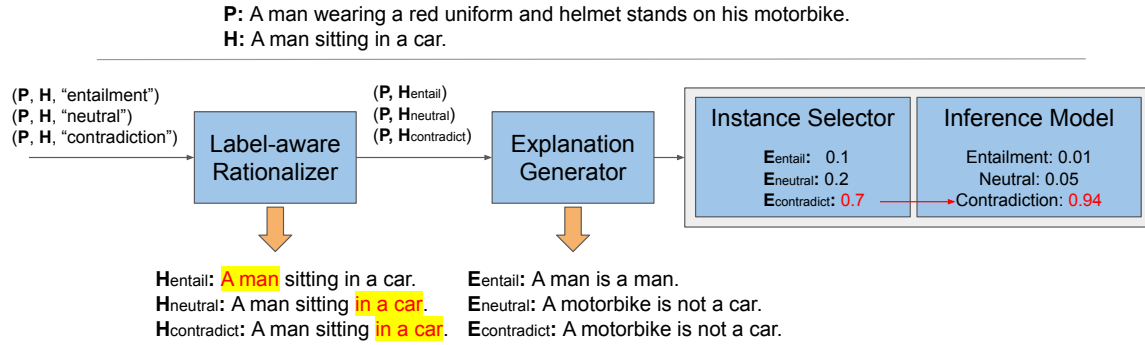 P: A man wearing a red uniform and helmet stands on his motorbike.
H: A man sitting in a car.
(P, H, “entailment”)
(P, H, “neutral”)
(P, H, “contradiction”)
Label-aware
Rationalizer
(P, Hentail)
(P, Hneutral)
(P, Hcontradict)
Explanation
Generator
Instance Selector
Eentail: 0.1
Eneutral: 0.2
Econtradict: 0.7
Inference Model
Entailment: 0.01
Neutral: 0.05
Contradiction: 0.94
Hentail: A man sitting in a car.
Hneutral: A man sitting in a car.
Hcontradict: A man sitting in a car.
Eentail: A man is a man.
Eneutral: A motorbike is not a car.
Econtradict: A motorbike is not a car.